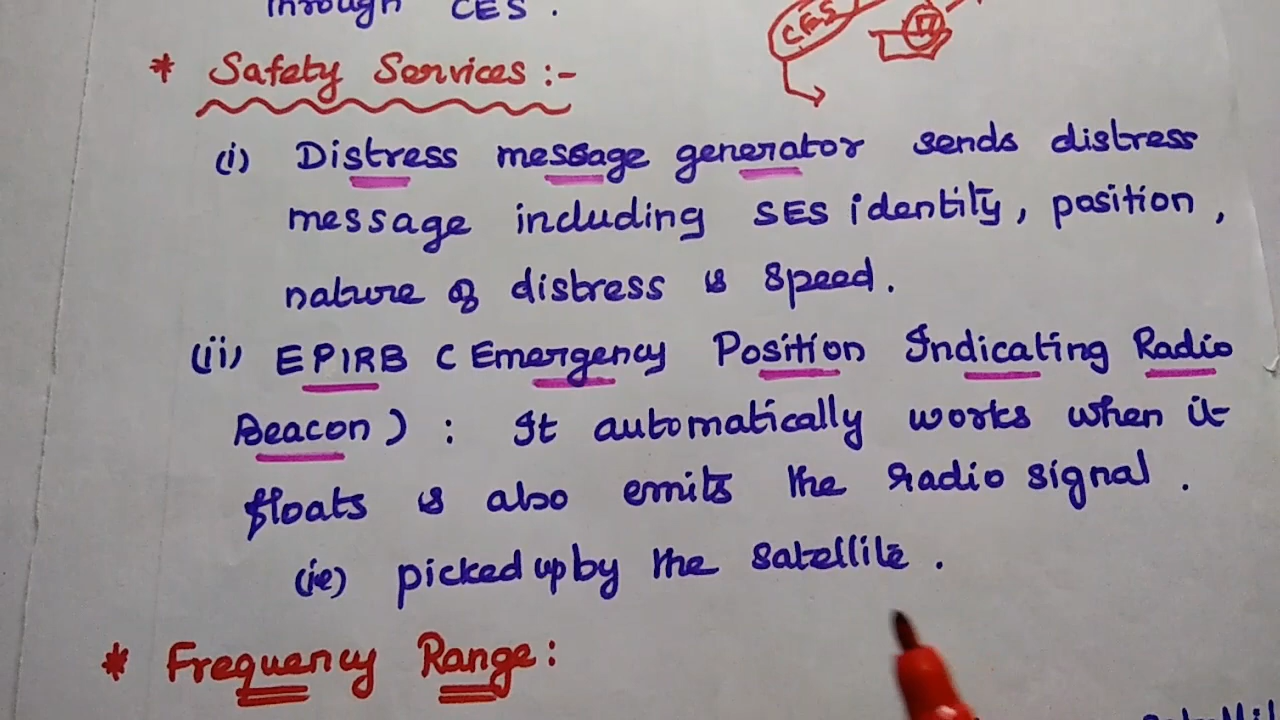 through CES.
CES
* Safety Services :-
(i) Distress message generator sends distress
message including SES identity, position,
nature of distress & speed.
(ii) EPIRB (Emergency Position Indicating Radio
Beacon) : It automatically works when it
floats & also emits the radio signal.
(ie) picked up by the satellite.
* Frequency Range: